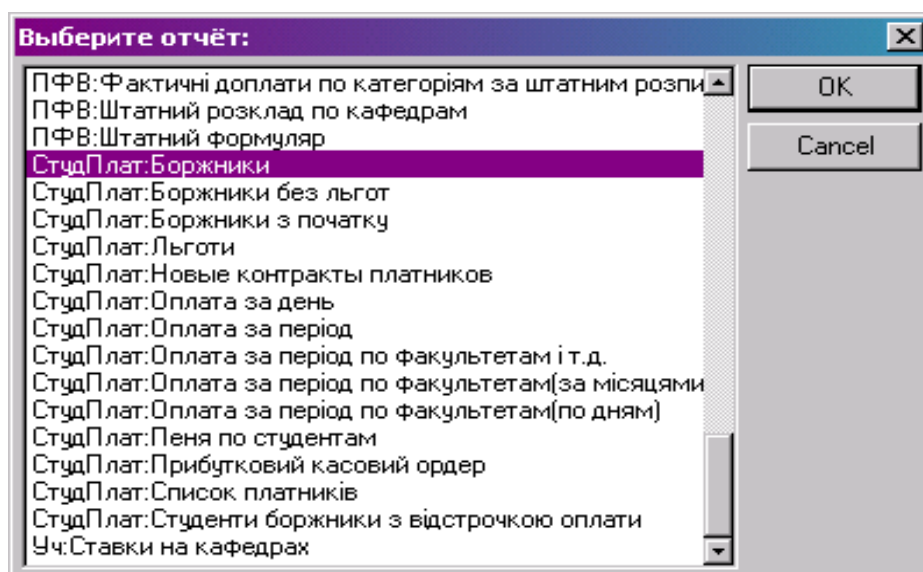 Выберите отчёт:
ПФВ:Фактичні доплати по категоріям за штатним розпи
OK
ПФВ:Штатний розклад по кафедрам
ПФВ:Штатний формуляр
Cancel
СтудПлат:Боржники
СтудПлат:Боржники без льгот
СтудПлат:Боржники з початку
СтудПлат:Льготи
СтудПлат:Новые контракты платников
СтудПлат:Оплата за день
СтудПлат:Оплата за період
СтудПлат:Оплата за період по факультетам і т.д.
СтудПлат:Оплата за період по факультетам(за місяцями
СтудПлат:Оплата за період по факультетам(по дням)
СтудПлат:Пеня по студентам
СтудПлат:Прибутковий касовий ордер
СтудПлат:Список платників
СтудПлат:Студенти боржники з відстрочкою оплати
Уч:Ставки на кафедрах